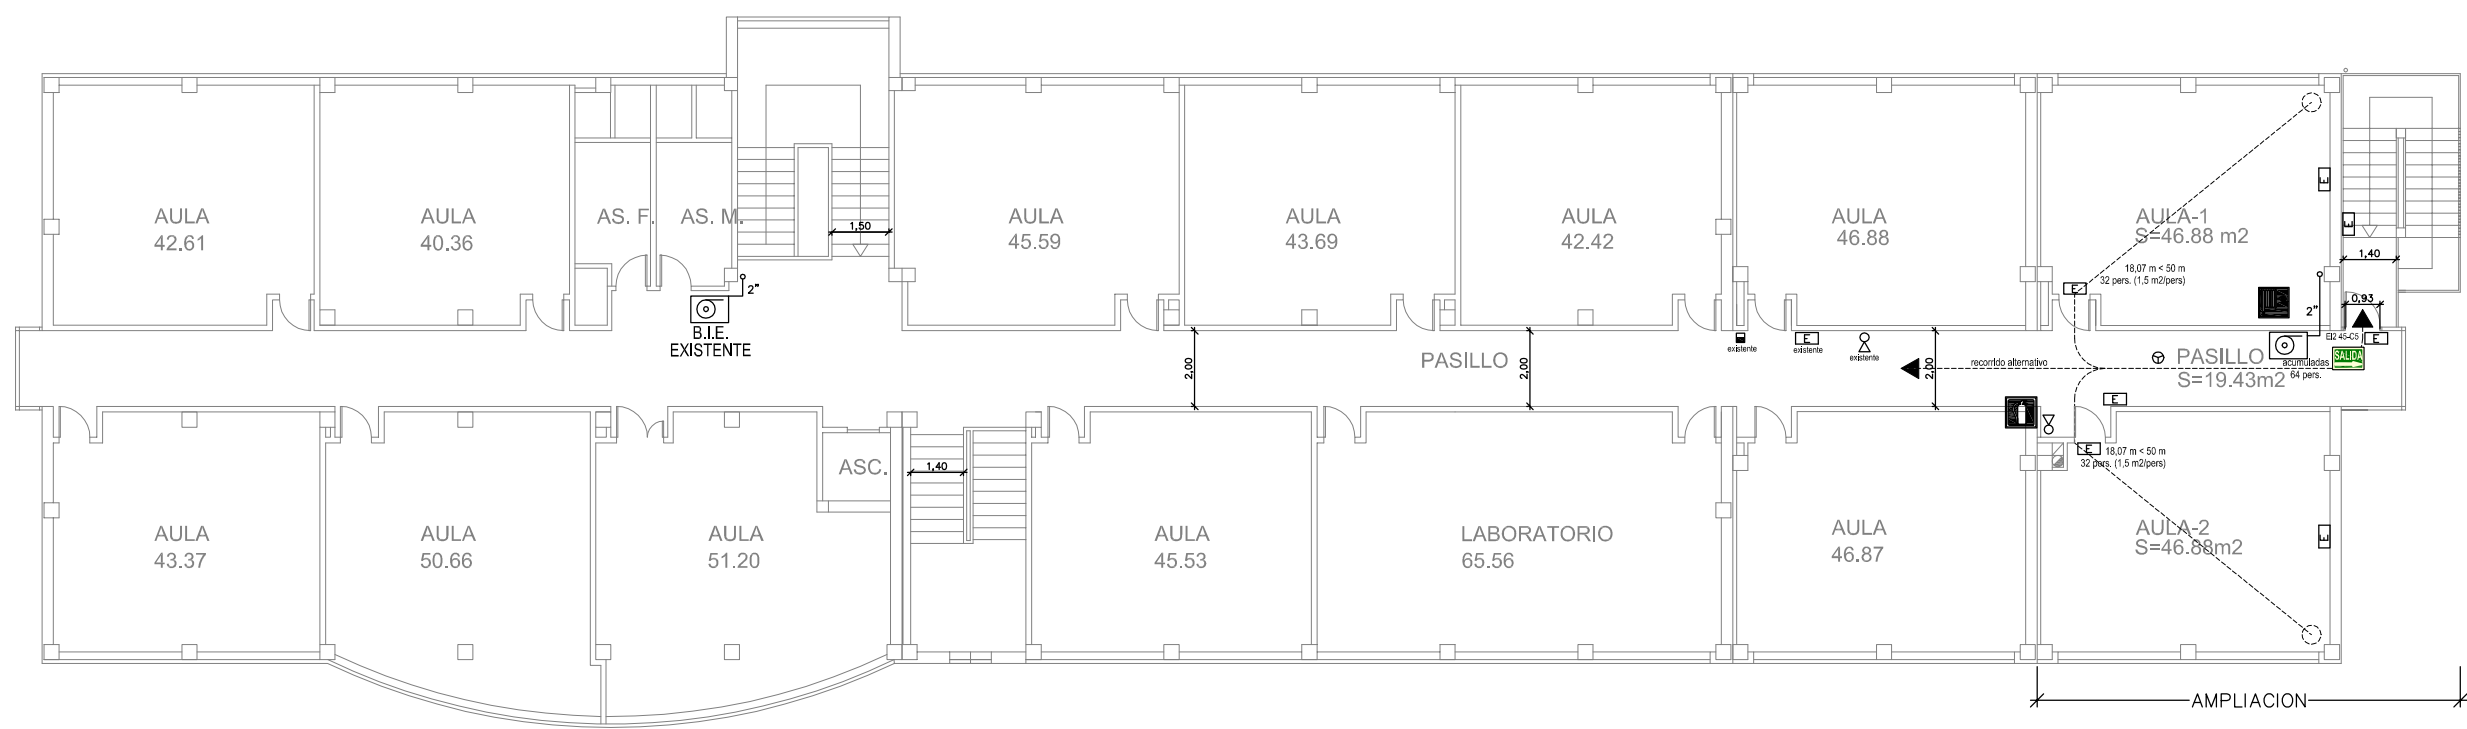 AULA
42.61
AULA
40.36
AS. F.
AS. M.
1,50
AULA
45.59
AULA
43.69
AULA
42.42
AULA
46.88
AULA-1
S=46.88 m2
E
E
1,40
18,07 m < 50 m
32 pers. (1,5 m2/pers)
E
0,93
2"
2"
B.I.E.
EXISTENTE
2,00
PASILLO
2,00
existente
E
existente
existente
2,00
recorrido alternativo
PASILLO
S=19.43m2
acumuladas
64 pers.
EI2 45-C5
E
SALIDA
E
ASC.
1,40
E
18,07 m < 50 m
32 pers. (1,5 m2/pers)
AULA
43.37
AULA
50.66
AULA
51.20
AULA
45.53
LABORATORIO
65.56
AULA
46.87
AULA-2
S=46.88m2
E
AMPLIACION